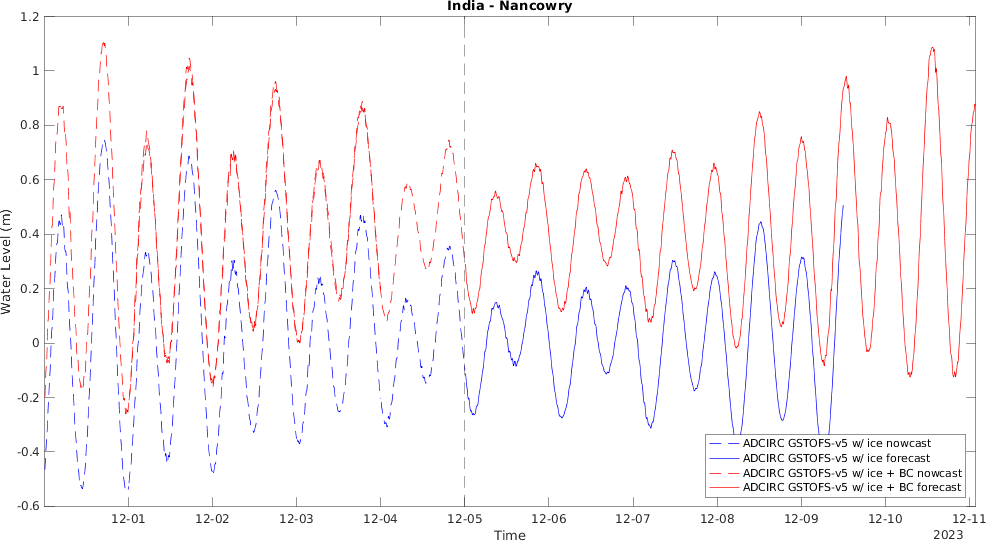 India - Nancowry
Water Level (m)
1.2
1
0.8
0.6
0.4
0.2
0
-0.2
-0.4
-0.6
ADCIRC GSTOFS-v5 w/ ice nowcast
ADCIRC GSTOFS-v5 w/ ice forecast
ADCIRC GSTOFS-v5 w/ ice + BC nowcast
ADCIRC GSTOFS-v5 w/ ice + BC forecast
12-01 12-02 12-03 12-04 12-05 12-06 12-07 12-08 12-09 12-10 12-11
Time
2023